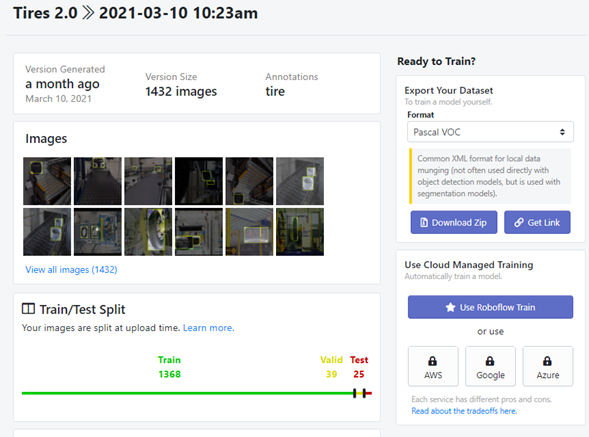 Tires 2.0 >> 2021-03-10 10:23am
Version Generated
a month ago
March 10, 2021
Version Size
1432 images
Annotations
tire
Images
View all images (1432)
Train/Test Split
Your images are split at upload time. Learn more.
Train
1368
Valid
39
Test
25
Ready to Train?
Export Your Dataset
To train a model yourself.
Format
Pascal VOC
Common XML format for local data
munging (not often used directly with
object detection models, but is used with
segmentation models).
Download Zip
Get Link
Use Cloud Managed Training
Automatically train a model.
Use Roboflow Train
or use
AWS
Google
Azure
Each service has different pros and cons.
Read about the tradeoffs here.